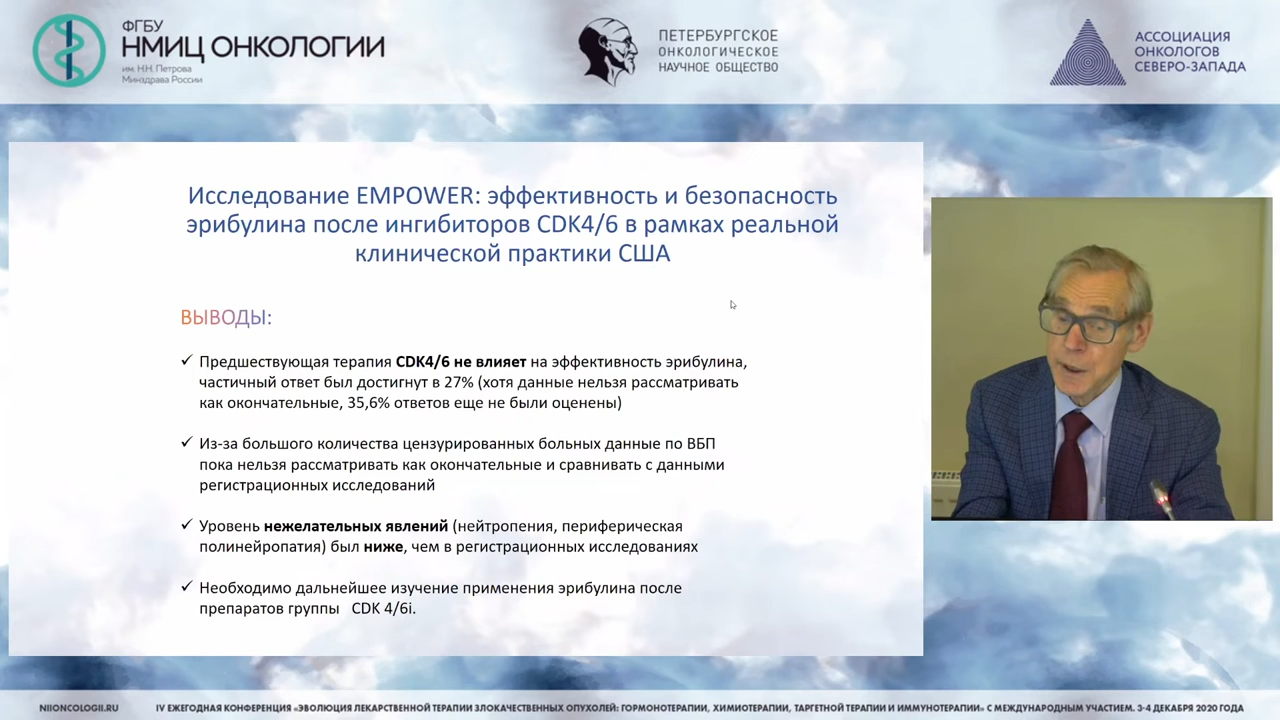 ФГБУ
НМИЦ ОНКОЛОГИИ
им. Н.Н. Петрова
Минздрава России
ПЕТЕРБУРГСКОЕ
ОНКОЛОГИЧЕСКОЕ
НАУЧНОЕ ОБЩЕСТВО
АССОЦИАЦИЯ
ОНКОЛОГОВ
СЕВЕРО-ЗАПАДА
Исследование EMPOWER: эффективность и безопасность
эрибулина после ингибиторов CDK4/6 в рамках реальной
клинической практики США
ВЫВОДЫ:
✓ Предшествующая терапия CDK4/6 не влияет на эффективность эрибулина,
частичный ответ был достигнут в 27% (хотя данные нельзя рассматривать
как окончательные, 35,6% ответов еще не были оценены)
✓ Из-за большого количества цензурированных больных данные по ВБП
пока нельзя рассматривать как окончательные и сравнивать с данными
регистрационных исследований
✓ Уровень нежелательных явлений (нейтропения, периферическая
полинейропатия) был ниже, чем в регистрационных исследованиях
✓ Необходимо дальнейшее изучение применения эрибулина после
препаратов группы CDK 4/6i.
NIIONCOLOGII.RU
IV ЕЖЕГОДНАЯ КОНФЕРЕНЦИЯ «ЭВОЛЮЦИЯ ЛЕКАРСТВЕННОЙ ТЕРАПИИ ЗЛОКАЧЕСТВЕННЫХ ОПУХОЛЕЙ: ГОРМОНОТЕРАПИИ, ХИМИОТЕРАПИИ, ТАРГЕТНОЙ ТЕРАПИИ И ИММУНОТЕРАПИИ» С МЕЖДУНАРОДНЫМ УЧАСТИЕМ. 3-4 ДЕКАБРЯ 2020 ГОДА